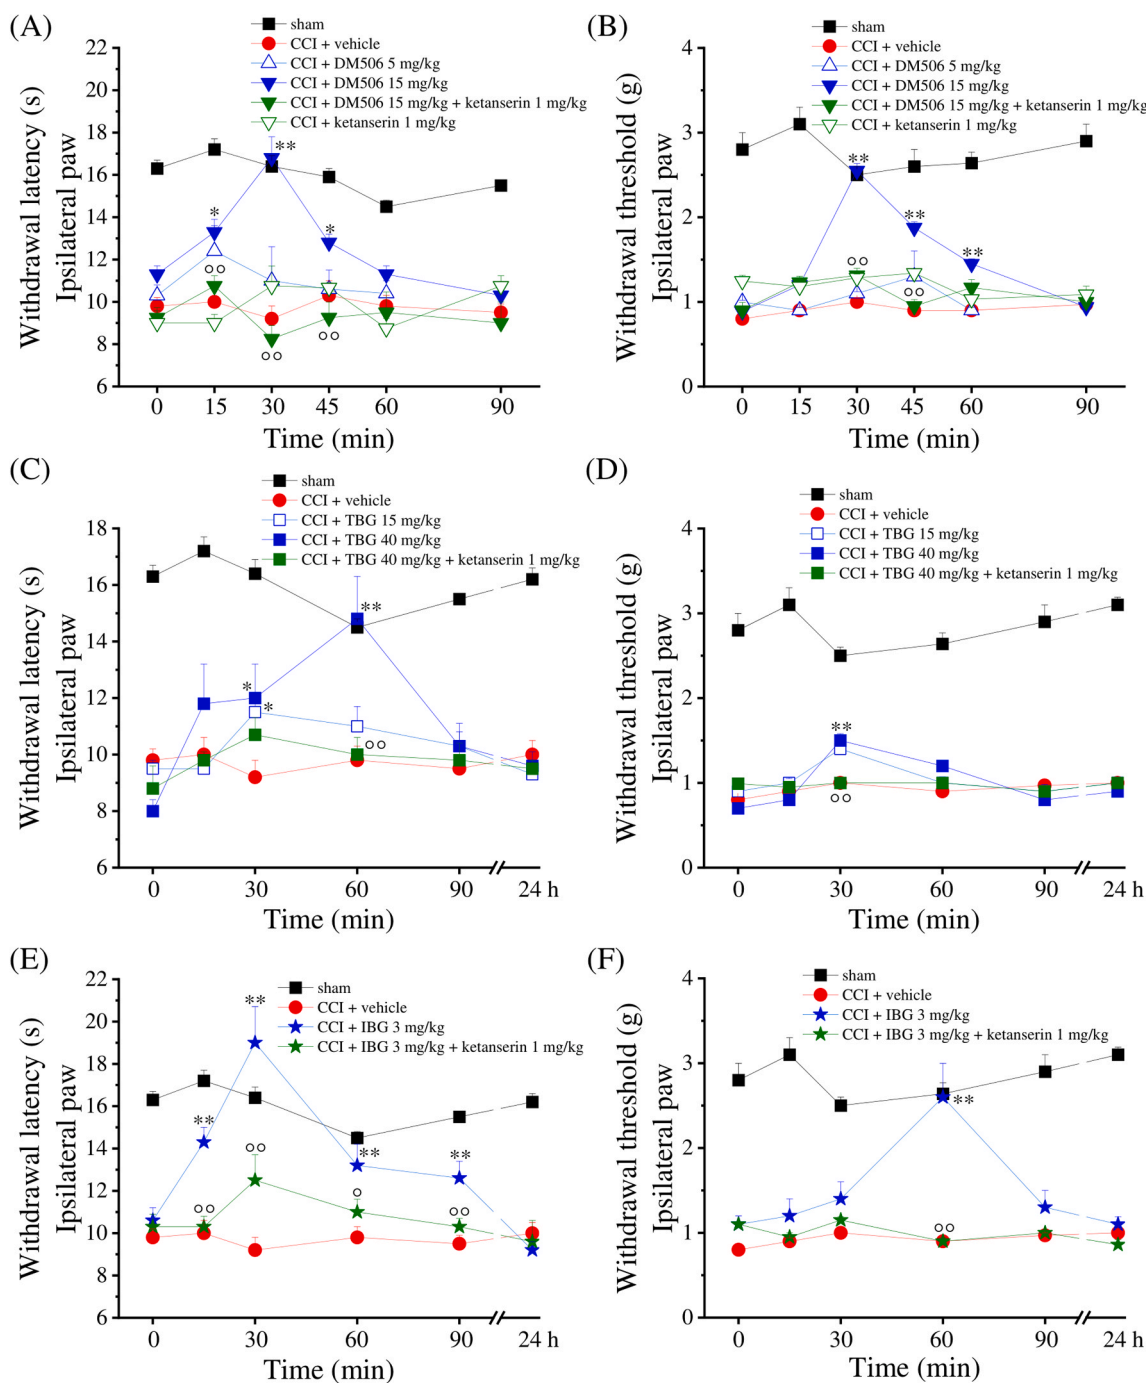 (A)
Withdrawal latency (s)
Ipsilateral paw
sham
CCI + vehicle
CCI + DM506 5 mg/kg
CCI + DM506 15 mg/kg
CCI + DM506 15 mg/kg + ketanserin 1 mg/kg
CCI + ketanserin 1 mg/kg
22
20
18
16
14
12
10
8
6
**
*
*
°°
°°
°°
0 15 30 45 60 90
Time (min)
(B)
Withdrawal threshold (g)
Ipsilateral paw
sham
CCI + vehicle
CCI + DM506 5 mg/kg
CCI + DM506 15 mg/kg
CCI + DM506 15 mg/kg + ketanserin 1 mg/kg
CCI + ketanserin 1 mg/kg
4
3
2
1
0
**
**
**
°°
°°
0 15 30 45 60 90
Time (min)
(C)
Withdrawal latency (s)
Ipsilateral paw
sham
CCI + vehicle
CCI + TBG 15 mg/kg
CCI + TBG 40 mg/kg
CCI + TBG 40 mg/kg + ketanserin 1 mg/kg
18
16
14
12
10
8
6
**
*
*
°°
0 30 60 90 24 h
Time (min)
(D)
Withdrawal threshold (g)
Ipsilateral paw
sham
CCI + vehicle
CCI + TBG 15 mg/kg
CCI + TBG 40 mg/kg
CCI + TBG 40 mg/kg + ketanserin 1 mg/kg
4
3
2
1
0
**
°°
0 30 60 90 24 h
Time (min)
(E)
Withdrawal latency (s)
Ipsilateral paw
sham
CCI + vehicle
CCI + IBG 3 mg/kg
CCI + IBG 3 mg/kg + ketanserin 1 mg/kg
22
20
18
16
14
12
10
8
6
**
**
**
**
°°
°°
°
°°
0 30 60 90 24 h
Time (min)
(F)
Withdrawal threshold (g)
Ipsilateral paw
sham
CCI + vehicle
CCI + IBG 3 mg/kg
CCI + IBG 3 mg/kg + ketanserin 1 mg/kg
4
3
2
1
0
**
°°
0 30 60 90 24 h
Time (min)